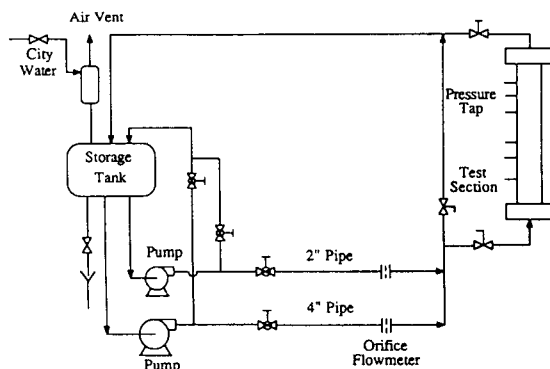 Air Vent
City
Water
Pressure
Tap
Storage
Tank
Test
Section
Pump
2" Pipe
4" Pipe
Orifice
Flowmeter
Pump